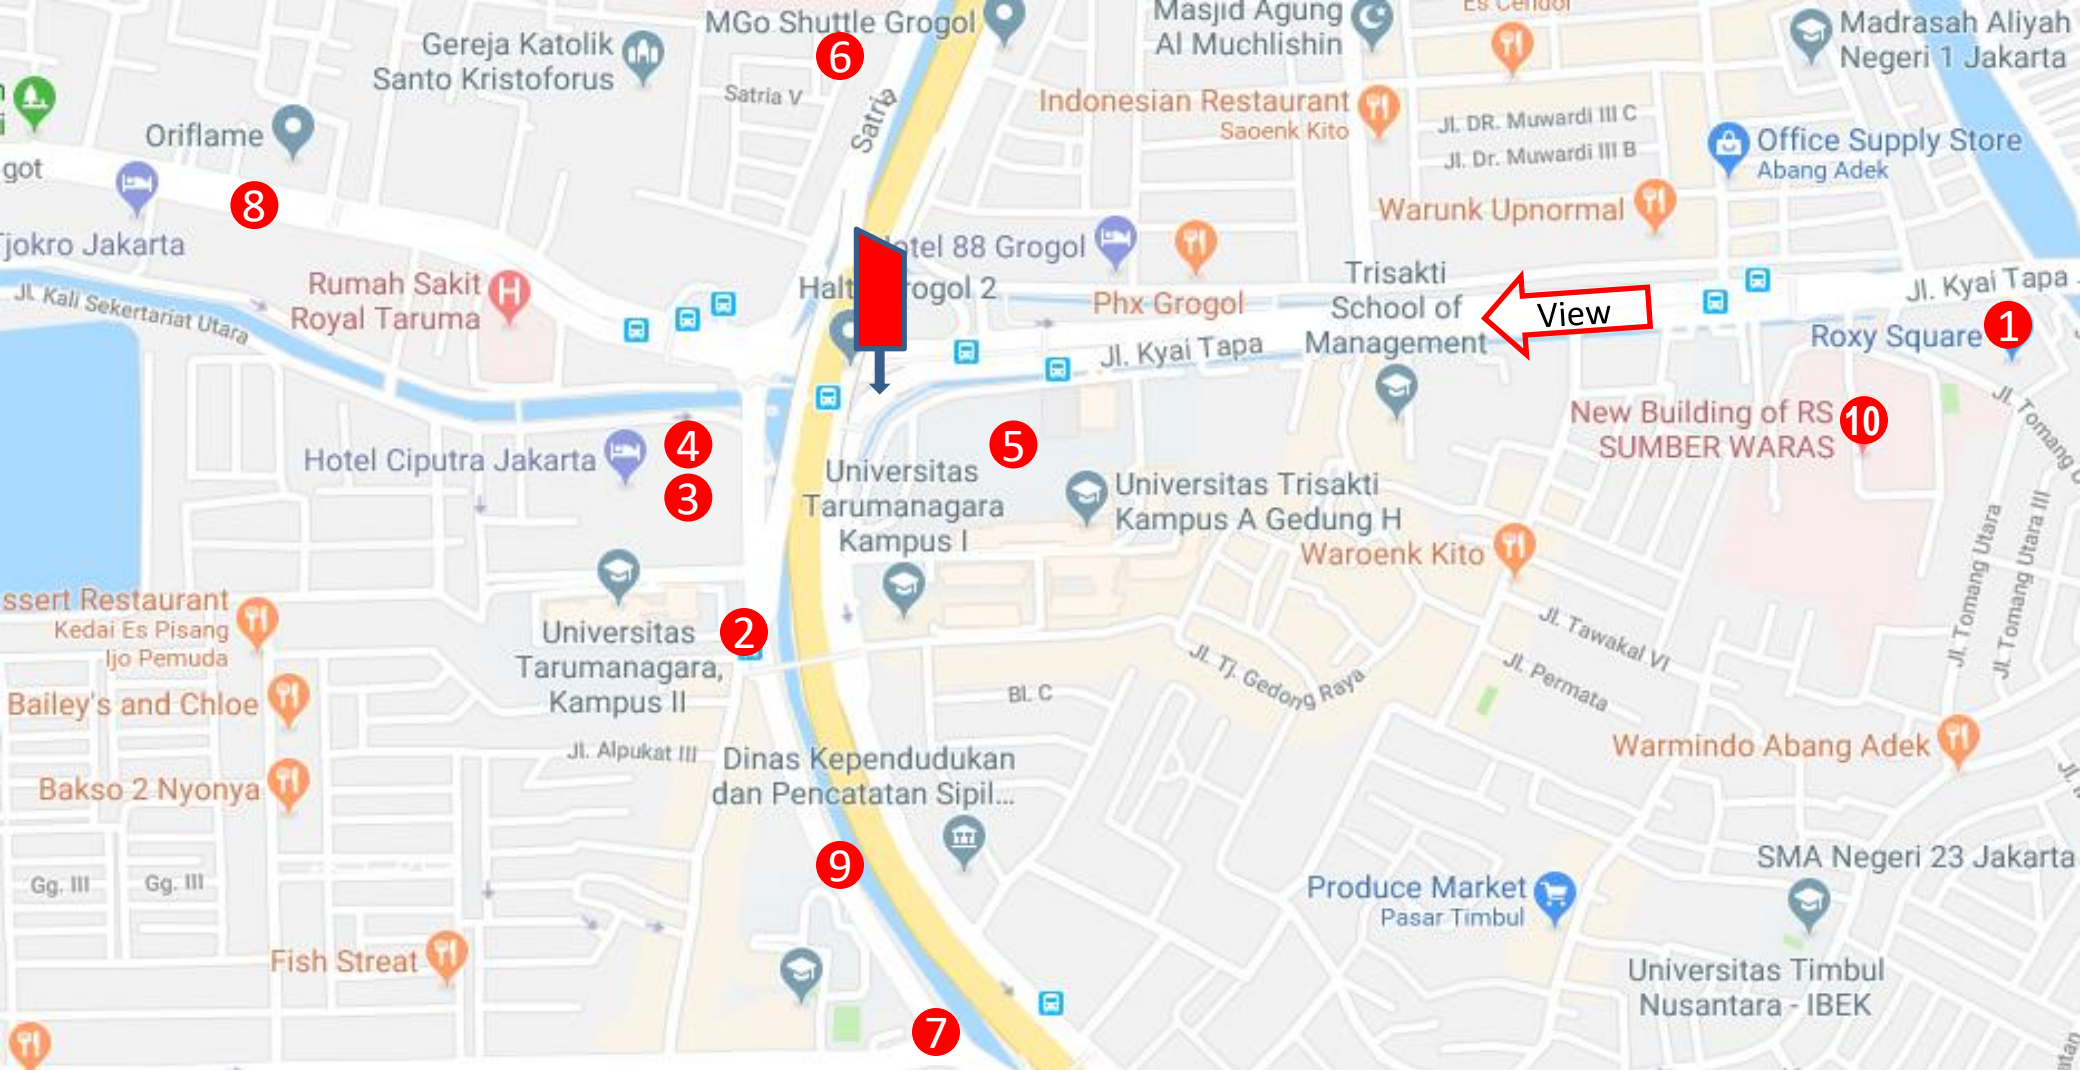 MGo Shuttle Grogol
6
Masjid Agung
Al Muchlishin
Es Cendol
Madrasah Aliyah
Negeri 1 Jakarta
Gereja Katolik
Santo Kristoforus
Satria V
Satria
Indonesian Restaurant
Saoenk Kito
Jl. DR. Muwardi III C
Jl. Dr. Muwardi III B
Office Supply Store
Abang Adek
Oriflame
got
8
Warunk Upnormal
Tjokro Jakarta
otel 88 Grogol
Rumah Sakit
Royal Taruma
H
Jl. Kali Sekertariat Utara
Halt
rogol 2
Phx Grogol
Trisakti
School of
Management
View
Jl. Kyai Tapa
Jl. Kyai Tapa
Roxy Square
1
Jl. Tomang
New Building of RS
SUMBER WARAS
10
Hotel Ciputra Jakarta
4
3
5
Universitas
Tarumanagara
Kampus I
Universitas Trisakti
Kampus A Gedung H
Waroenk Kito
Jl. Tomang Utara
Jl. Tomang Utara III
ssert Restaurant
Kedai Es Pisang
Ijo Pemuda
Universitas
Tarumanagara,
Kampus II
2
Jl. Tawakal VI
Jl. Permata
Jl. Tj. Gedong Raya
Bl. C
Bailey's and Chloe
Jl. Alpukat III
Dinas Kependudukan
dan Pencatatan Sipil...
Warmindo Abang Adek
Bakso 2 Nyonya
9
Gg. III
Gg. III
SMA Negeri 23 Jakarta
Produce Market
Pasar Timbul
Fish Streat
Universitas Timbul
Nusantara - IBEK
7